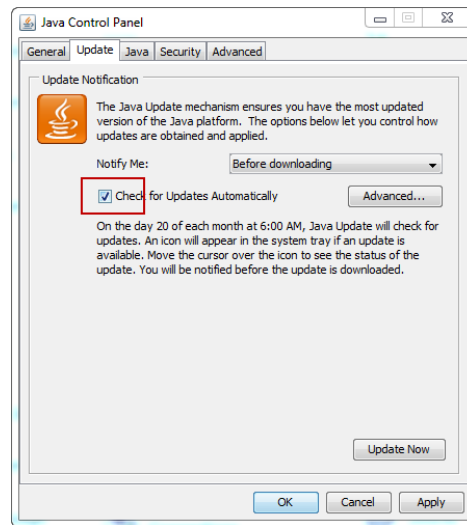 Java Control Panel
General Update Java Security Advanced
Update Notification
The Java Update mechanism ensures you have the most updated
version of the Java platform. The options below let you control how
updates are obtained and applied.
Notify Me: Before downloading
Check for Updates Automatically Advanced...
On the day 20 of each month at 6:00 AM, Java Update will check for
updates. An icon will appear in the system tray if an update is
available. Move the cursor over the icon to see the status of the
update. You will be notified before the update is downloaded.
Update Now
OK Cancel Apply